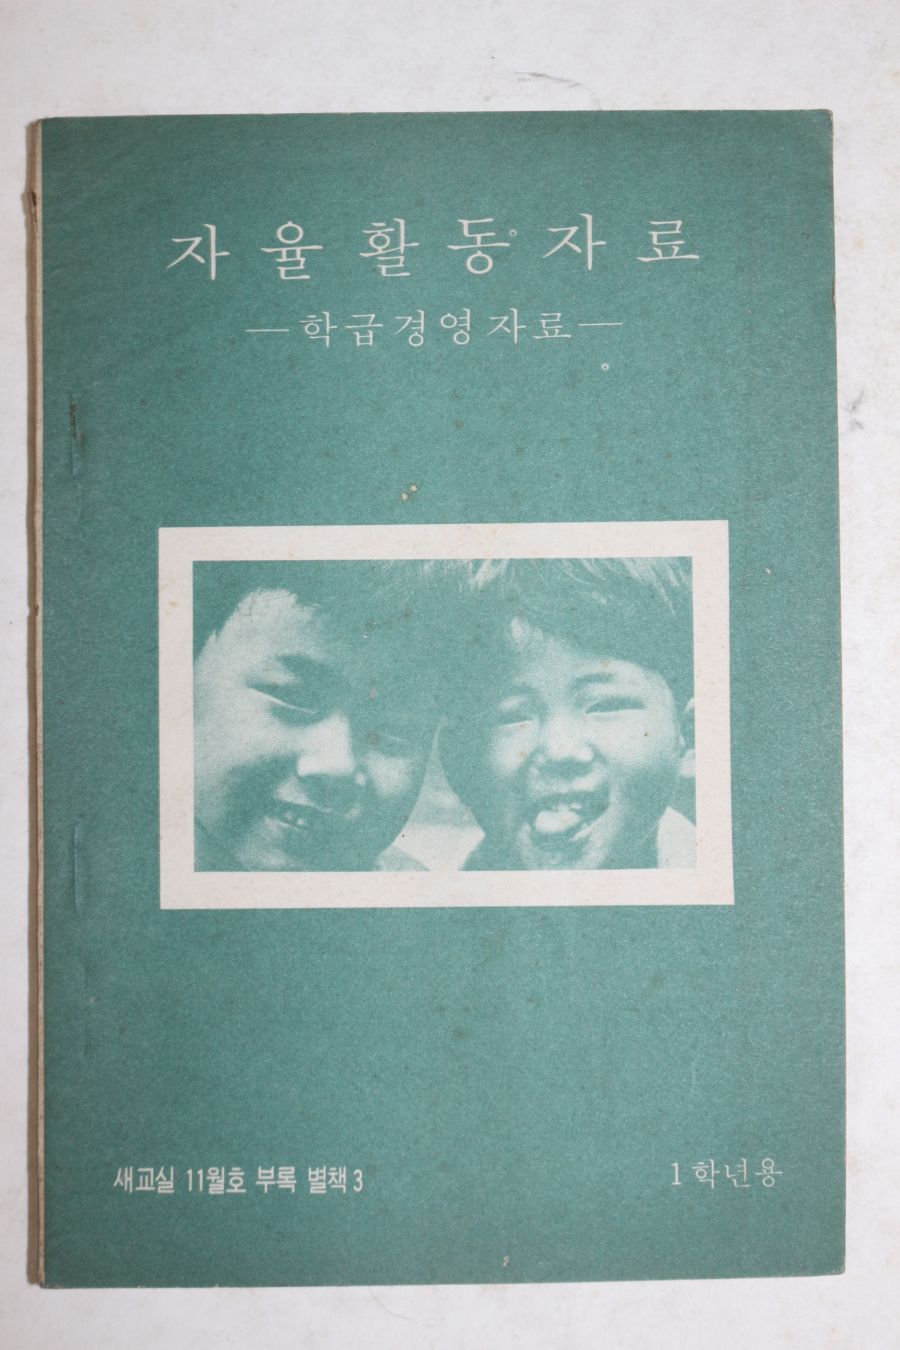 자율활동자료
—학급경영자료—
새교실 11월호 부록 별책 3
1학년용